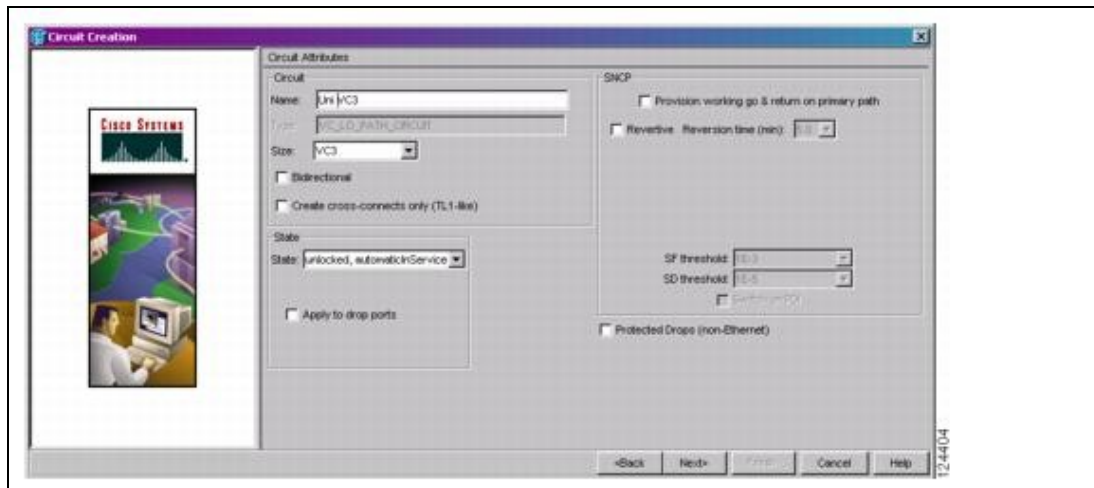 Circuit Creation
Circuit Attributes
Circuit
Name: Uni VC3
Type: VC_LO_PATH_CIRCUIT
Size: VC3
Bidirectional
Create cross-connects only (TL1-like)
State
State: unlocked, automaticInService
Apply to drop ports
SNCP
Provision working go & return on primary path
Revertive Reversion time (min): 5.0
SF threshold:
SD threshold:
Protected Drops (non-Ethernet)
CISCO SYSTEMS
<Back Next> Finish Cancel Help
124404